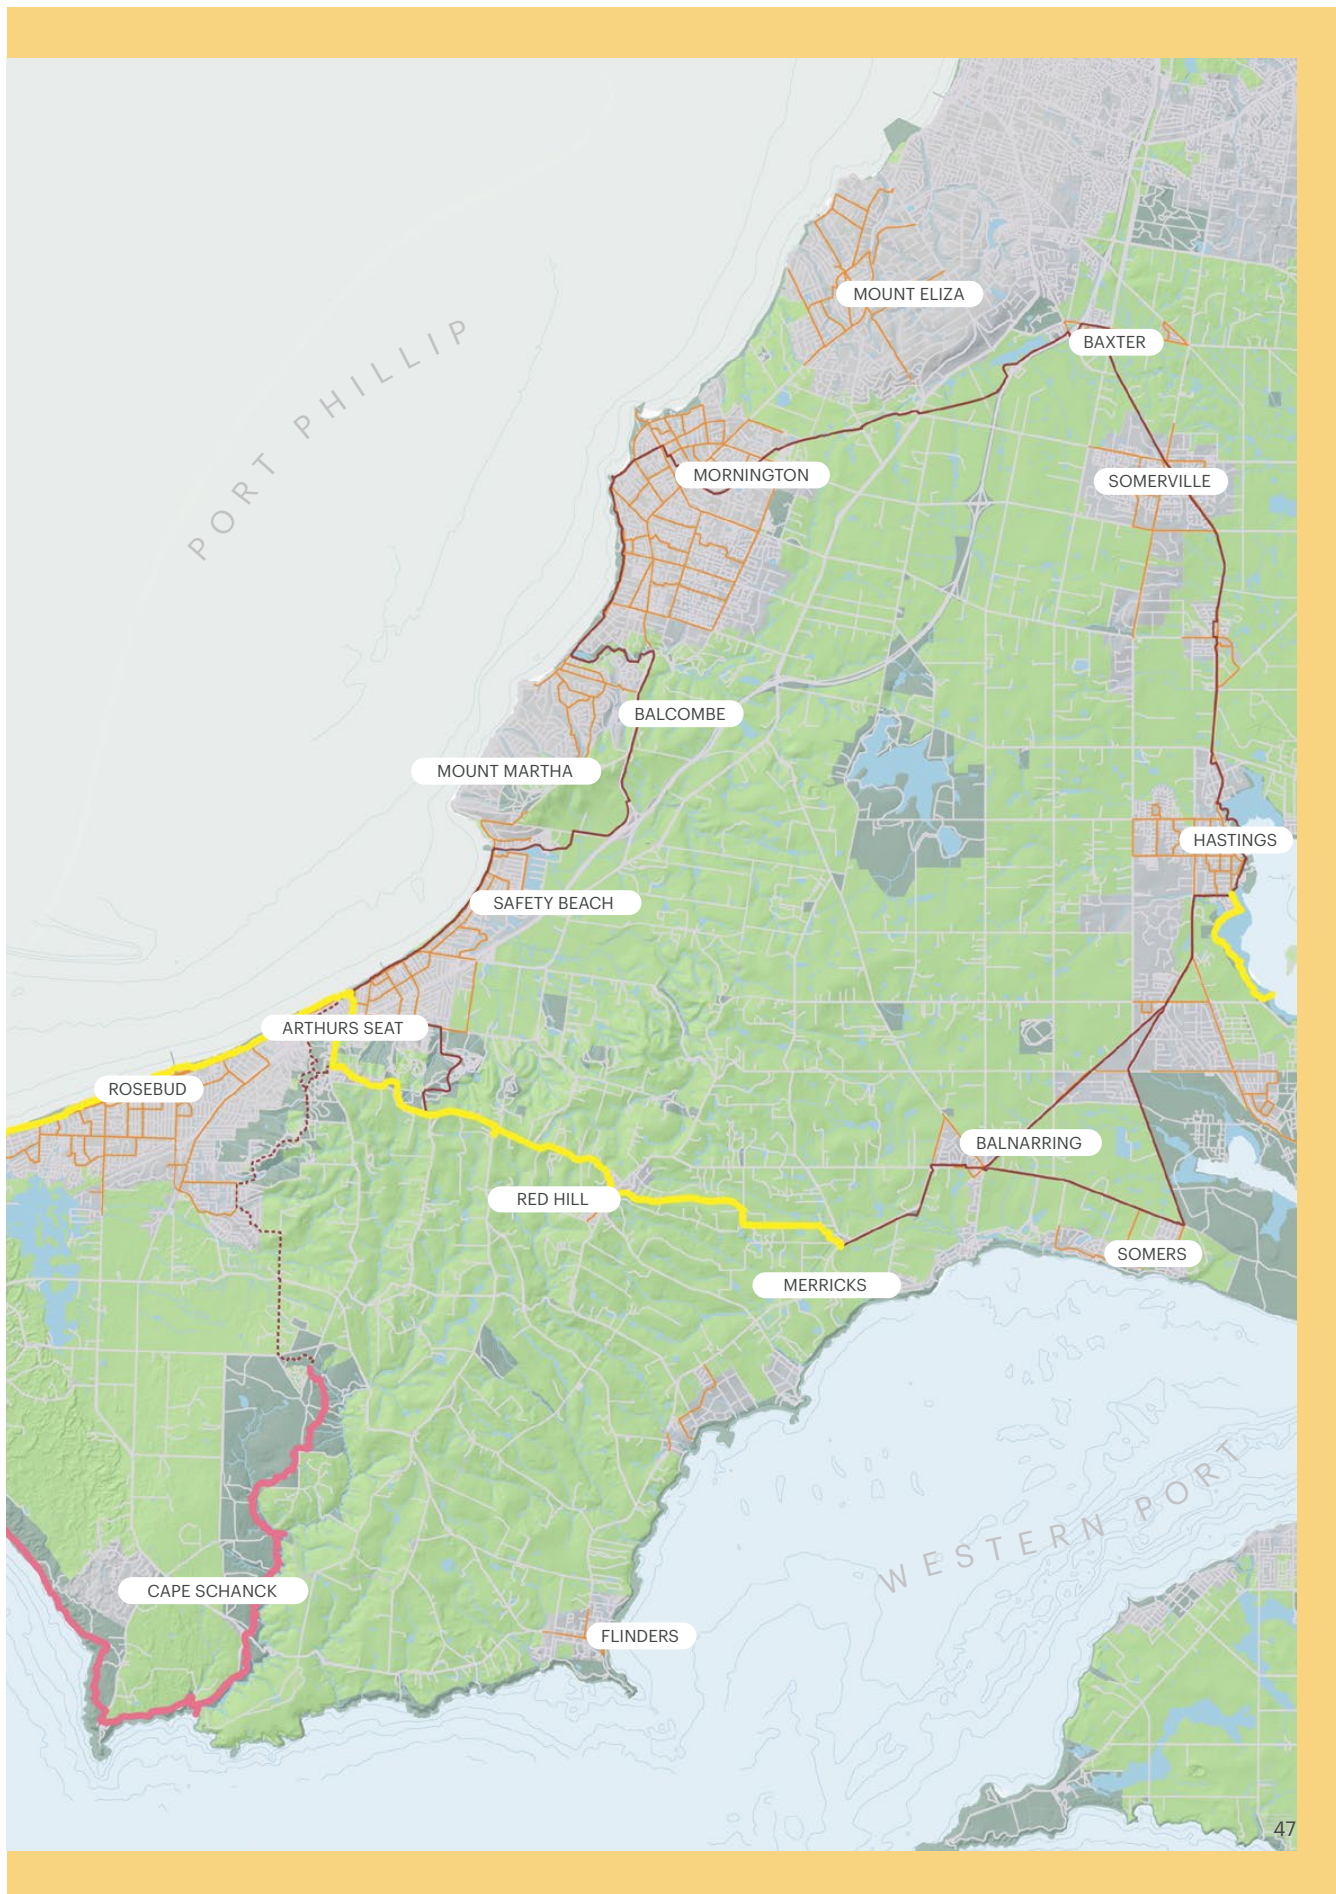 MOUNT ELIZA
PORT PHILLIP
BAXTER
MORNINGTON
SOMERVILLE
BALCOMBE
MOUNT MARTHA
HASTINGS
SAFETY BEACH
ARTHURS SEAT
ROSEBUD
BALNARRING
RED HILL
SOMERS
MERRICKS
WESTERN PORT
CAPE SCHANCK
FLINDERS
47